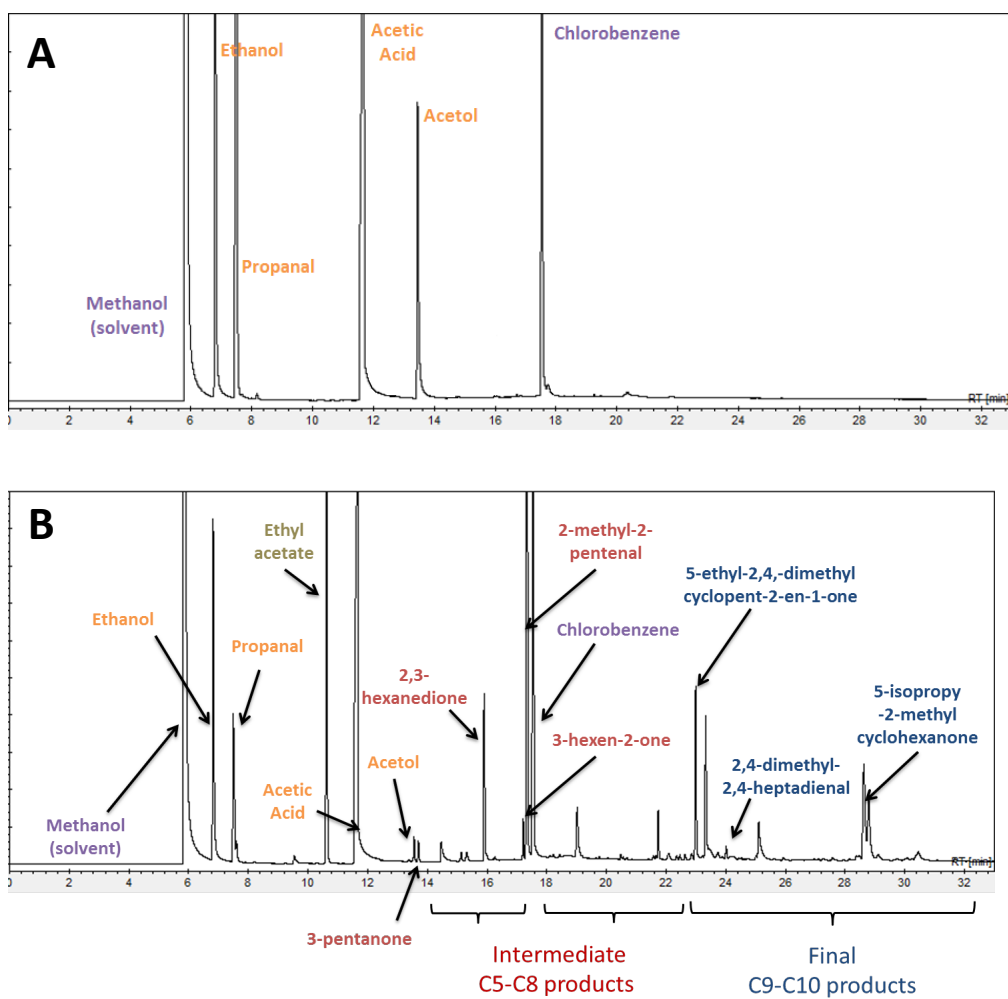 A
Ethanol
Acetic
Acid
Chlorobenzene
Acetol
Propanal
Methanol
(solvent)
RT [min]
0 2 4 6 8 10 12 14 16 18 20 22 24 26 28 30 32
B
Ethyl
acetate
2-methyl-2-
pentenal
5-ethyl-2,4,-dimethyl
cyclopent-2-en-1-one
Ethanol
Propanal
Chlorobenzene
2,3-
hexanedione
5-isopropy
-2-methyl
cyclohexanone
3-hexen-2-one
Acetol
2,4-dimethyl-
2,4-heptadienal
Acetic
Acid
Methanol
(solvent)
RT [min]
0 2 4 6 8 10 12 14 16 18 20 22 24 26 28 30 32
3-pentanone
Intermediate
C5-C8 products
Final
C9-C10 products